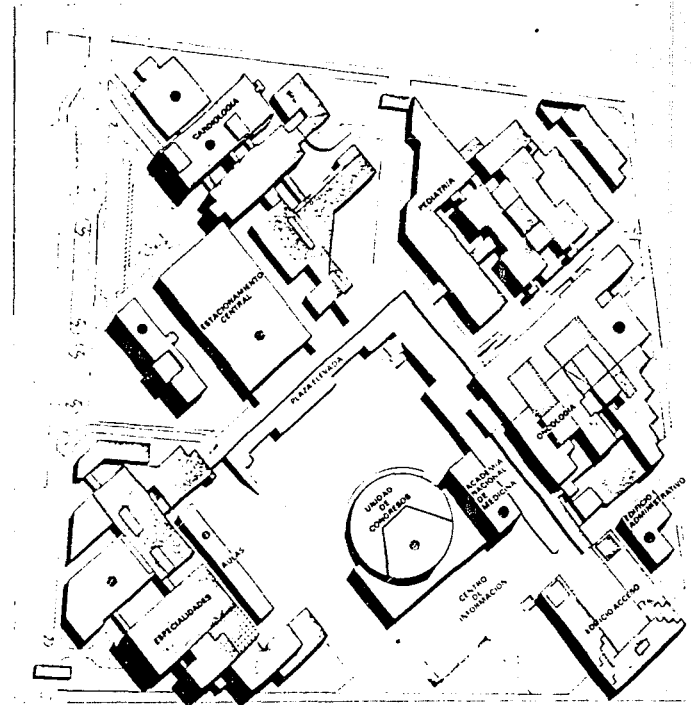 CARDIOLOGIA
PEDIATRIA
ESTACIONAMIENTO
CENTRAL
PLAZA ELEVADA
ONCOLOGIA
UNIDAD
DE
CONGRESOS
ACADEMIA
NACIONAL
DE
MEDICINA
EDIFICIO
ADMINISTRATIVO
AULAS
CENTRO
DE
INFORMACION
ESPECIALIDADES
EDIFICIO ACCESO